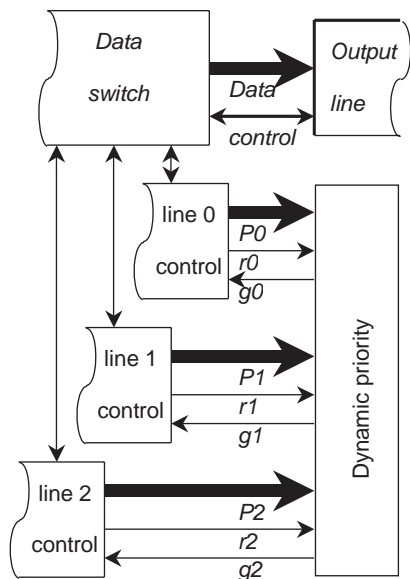 Data
switch
Output
line
Data
control
line 0
control
P0
r0
g0
line 1
control
P1
r1
g1
line 2
control
P2
r2
g2
Dynamic priority